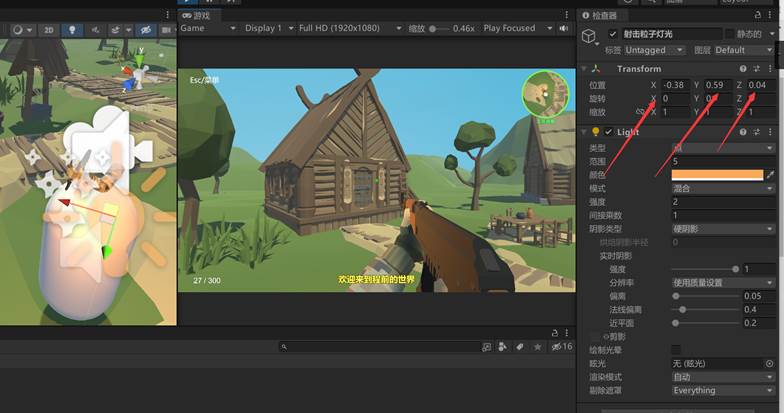 游戏
Game Display 1 Full HD (1920x1080) 缩放 0.46x Play Focused
2D
y
Esc/菜单
27 / 300
欢迎来到程前的世界
16
检查器
射击粒子灯光 静态的
标签 Untagged 图层 Default
Transform
位置 X -0.38 Y 0.59 Z 0.04
旋转 X 0 Y Z
缩放 X 1 Y 1 Z 1
Light
类型 点
范围 5
颜色
模式 混合
强度 2
间接乘数 1
阴影类型 硬阴影
烘焙阴影半径 0
实时阴影
强度 1
分辨率 使用质量设置
偏离 0.05
法线偏离 0.4
近平面 0.2
剪影
绘制光晕
眩光 无 (眩光)
渲染模式 自动
剔除遮罩 Everything